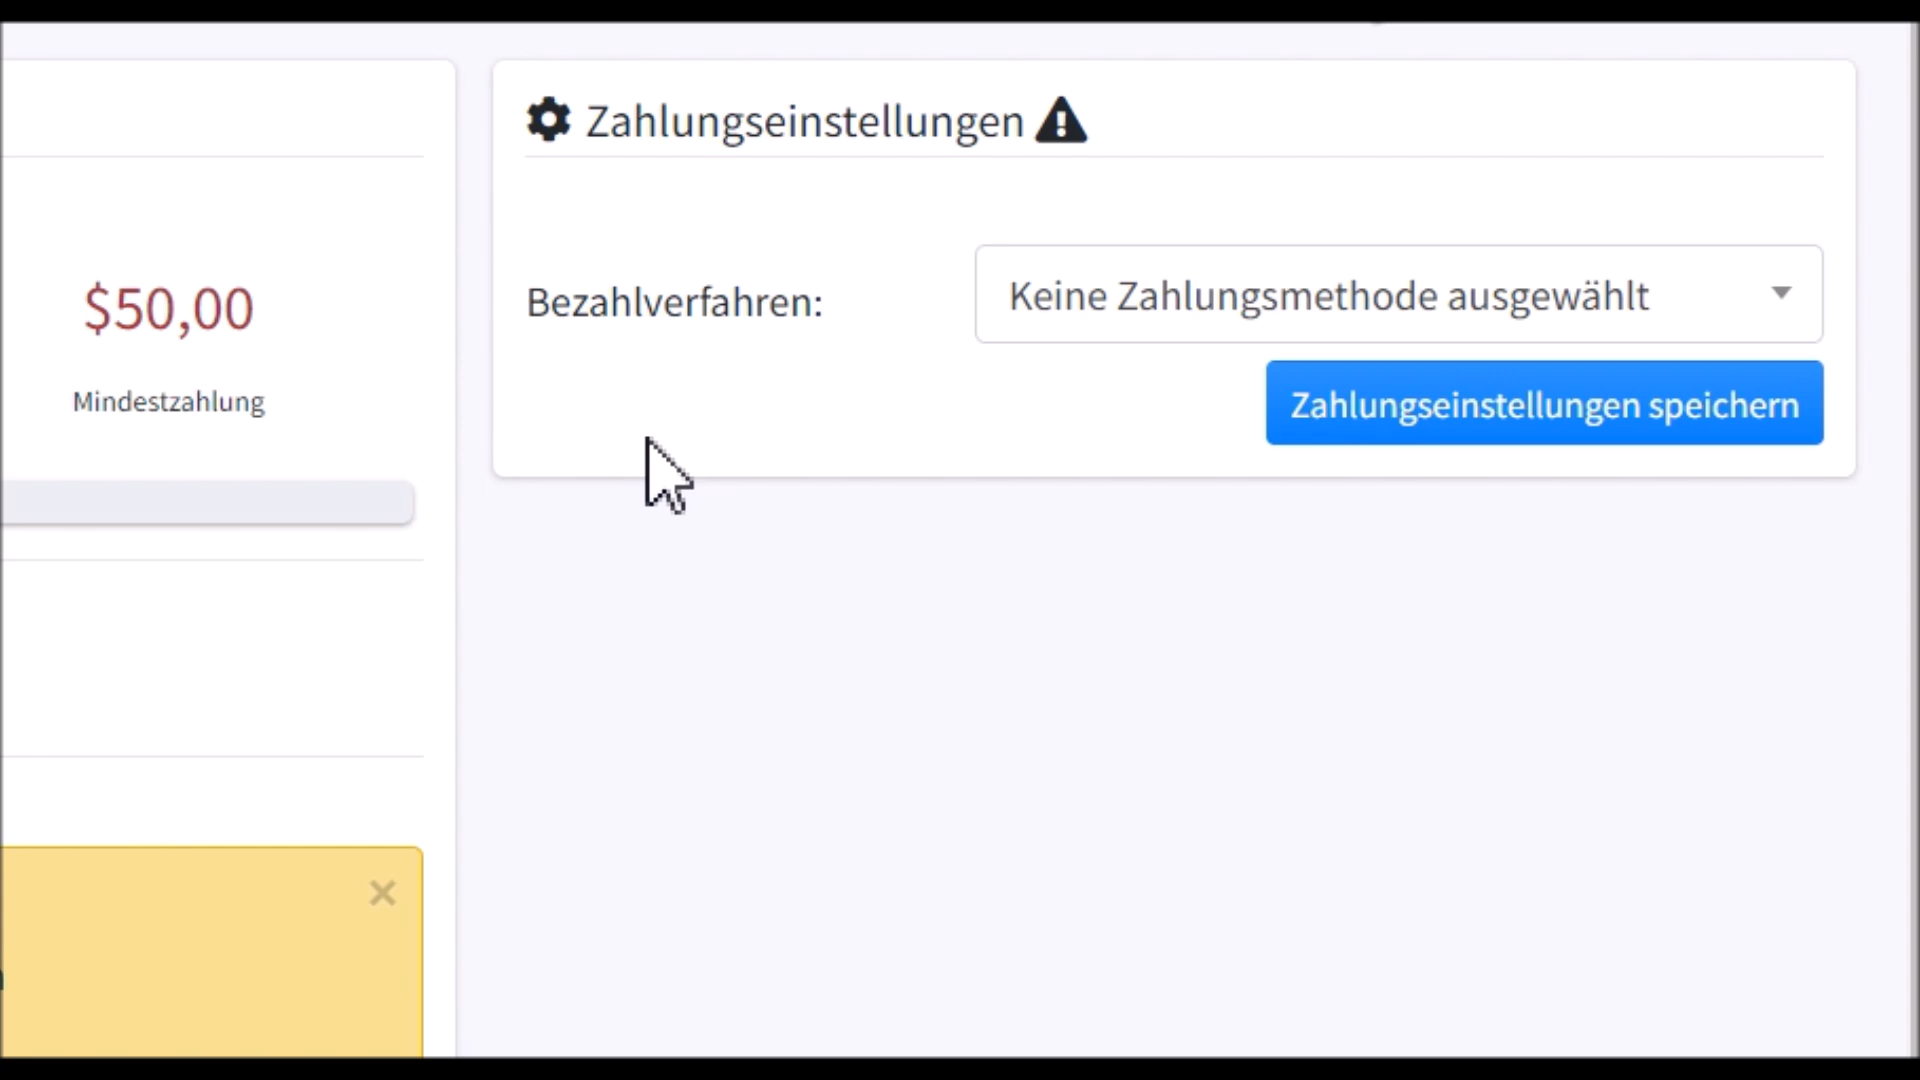 $50,00
Mindestzahlung
Zahlungseinstellungen
Bezahlverfahren:
Keine Zahlungsmethode ausgewählt
Zahlungseinstellungen speichern